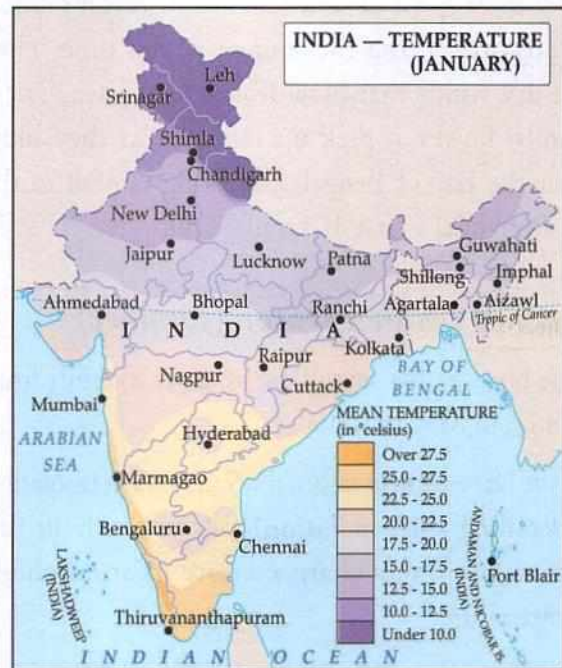 INDIA — TEMPERATURE
(JANUARY)
Leh
Srinagar
Shimla
Chandigarh
New Delhi
Jaipur
Lucknow
Patna
Guwahati
Shillong
Imphal
Ahmedabad
Bhopal
Ranchi
Agartala
Aizawl
Tropic of Cancer
INDIA
Kolkata
Raipur
Nagpur
Cuttack
BAY OF
BENGAL
Mumbai
MEAN TEMPERATURE
(in °celsius)
Hyderabad
ARABIAN
SEA
Over 27.5
25.0 - 27.5
22.5 - 25.0
20.0 - 22.5
17.5 - 20.0
15.0 - 17.5
12.5 - 15.0
10.0 - 12.5
Under 10.0
Marmagao
Bengaluru
Chennai
LAKSHADWEEP
(INDIA)
ANDAMAN AND NICOBAR IS
(INDIA)
Port Blair
Thiruvananthapuram
INDIAN OCEAN